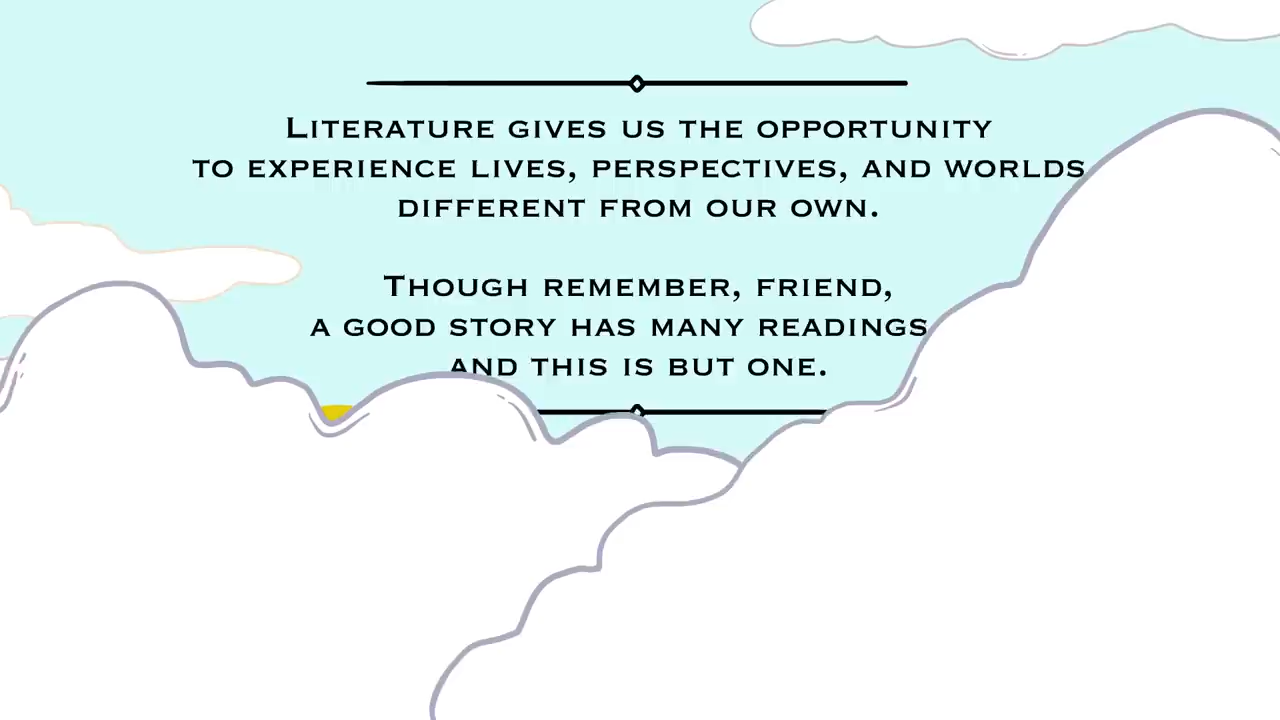 Literature gives us the opportunity
to experience lives, perspectives, and worlds
different from our own.
Though remember, friend,
a good story has many readings
and this is but one.